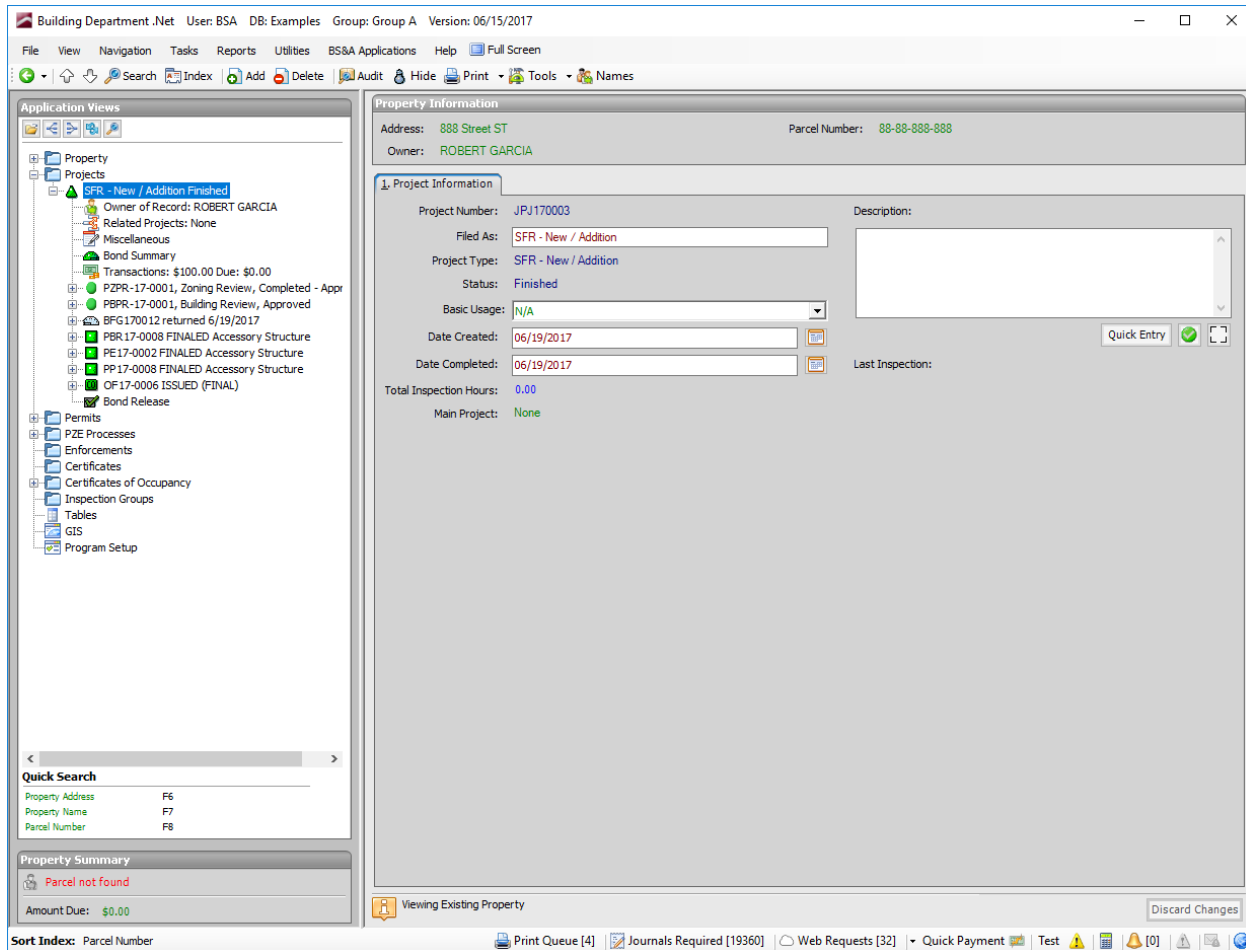 Building Department .Net User: BSA DB: Examples Group: Group A Version: 06/15/2017
File View Navigation Tasks Reports Utilities BS&A Applications Help Full Screen
Search Index Add Delete Audit Hide Print Tools Names
Application Views
Property
Projects
SFR - New / Addition Finished
Owner of Record: ROBERT GARCIA
Related Projects: None
Miscellaneous
Bond Summary
Transactions: $100.00 Due: $0.00
PZPR-17-0001, Zoning Review, Completed - Appr
PBPR-17-0001, Building Review, Approved
BFG170012 returned 6/19/2017
PBR17-0008 FINALED Accessory Structure
PE17-0002 FINALED Accessory Structure
PP17-0008 FINALED Accessory Structure
OF17-0006 ISSUED (FINAL)
Bond Release
Permits
PZE Processes
Enforcements
Certificates
Certificates of Occupancy
Inspection Groups
Tables
GIS
Program Setup
Quick Search
Property Address F6
Property Name F7
Parcel Number F8
Property Summary
Parcel not found
Amount Due: $0.00
Property Information
Address: 888 Street ST Parcel Number: 88-88-888-888
Owner: ROBERT GARCIA
1. Project Information
Project Number: JPJ170003 Description:
Filed As: SFR - New / Addition
Project Type: SFR - New / Addition
Status: Finished
Basic Usage: N/A
Date Created: 06/19/2017 Quick Entry
Date Completed: 06/19/2017 Last Inspection:
Total Inspection Hours: 0.00
Main Project: None
Viewing Existing Property Discard Changes
Sort Index: Parcel Number Print Queue [4] Journals Required [19360] Web Requests [32] Quick Payment Test [0]